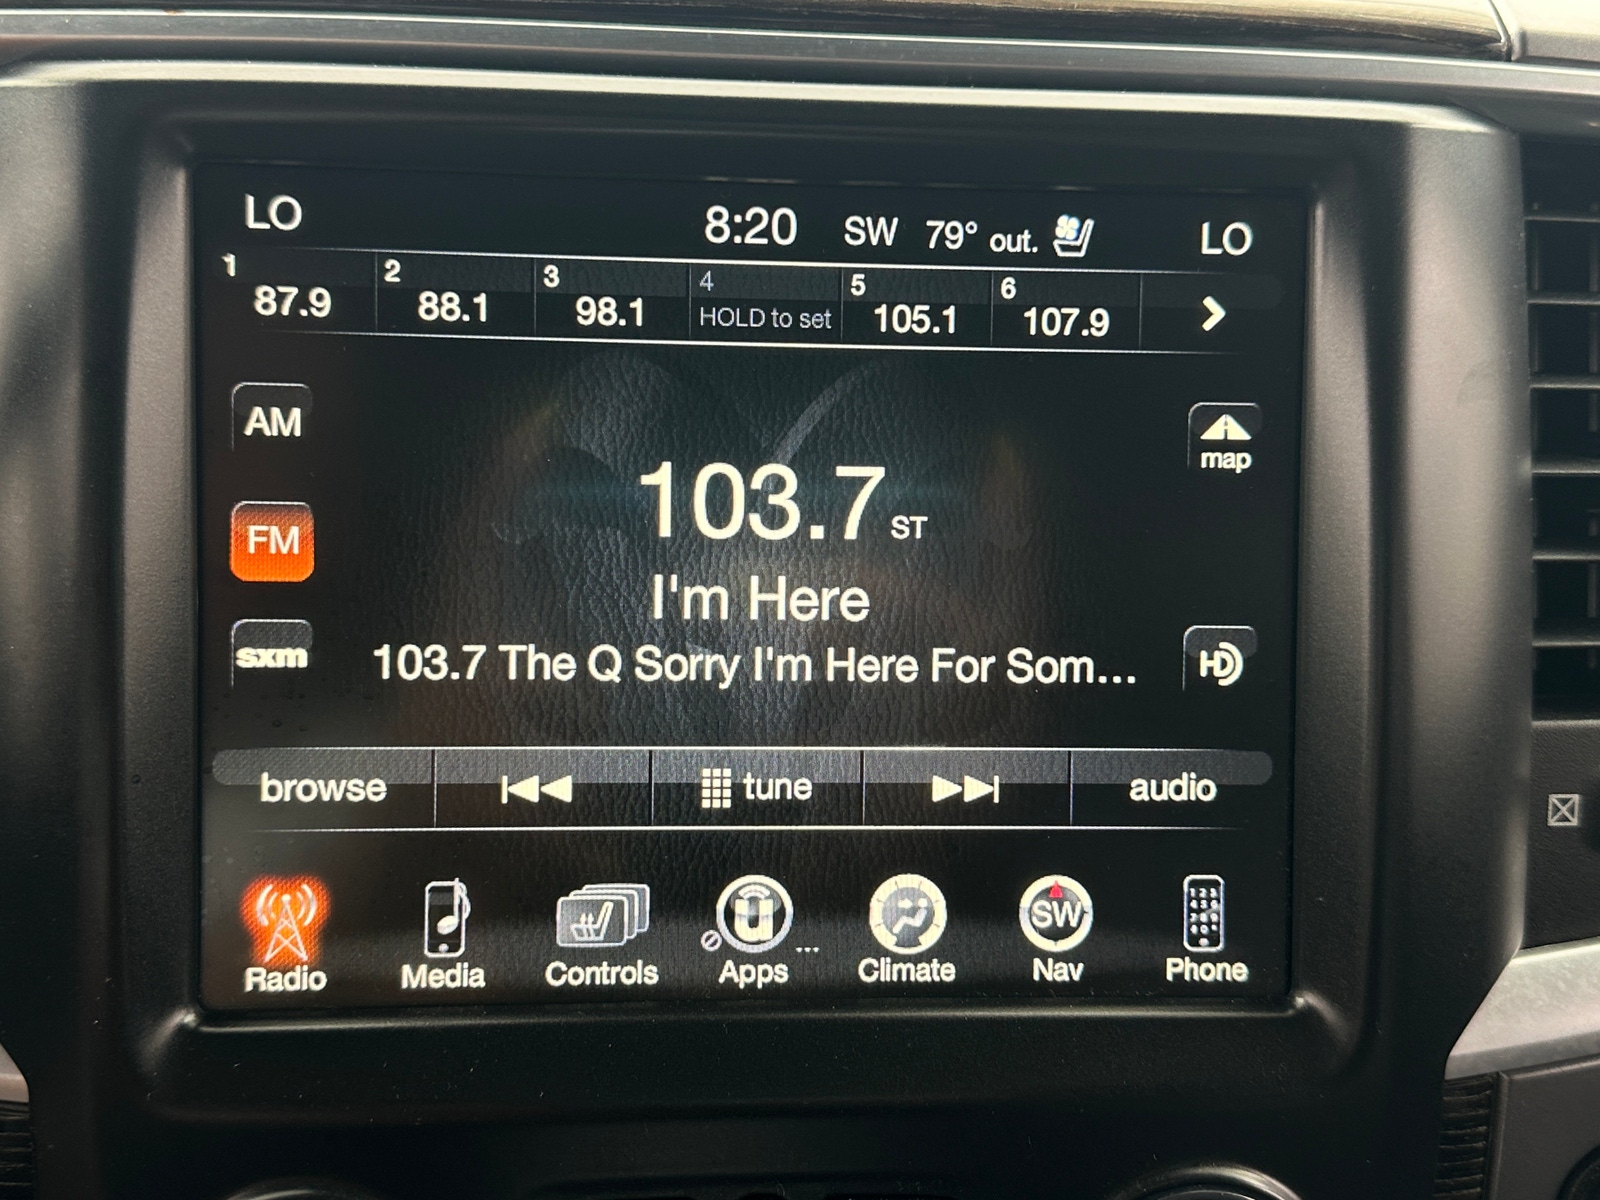 LO 8:20 SW 79° out. LO
1 2 3 4 5 6
87.9 88.1 98.1 HOLD to set 105.1 107.9
AM
map
103.7 ST
FM
I'm Here
sxm 103.7 The Q Sorry I'm Here For Som... HD
browse tune audio
SW
Radio Media Controls Apps ... Climate Nav Phone